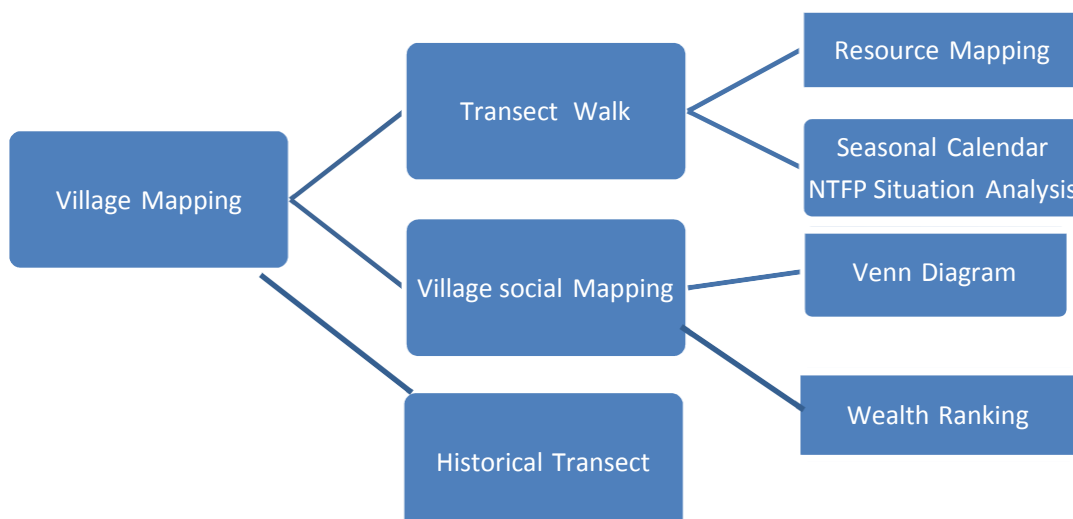 Village Mapping
Transect Walk
Village social Mapping
Historical Transect
Resource Mapping
Seasonal Calendar
NTFP Situation Analysis
Venn Diagram
Wealth Ranking